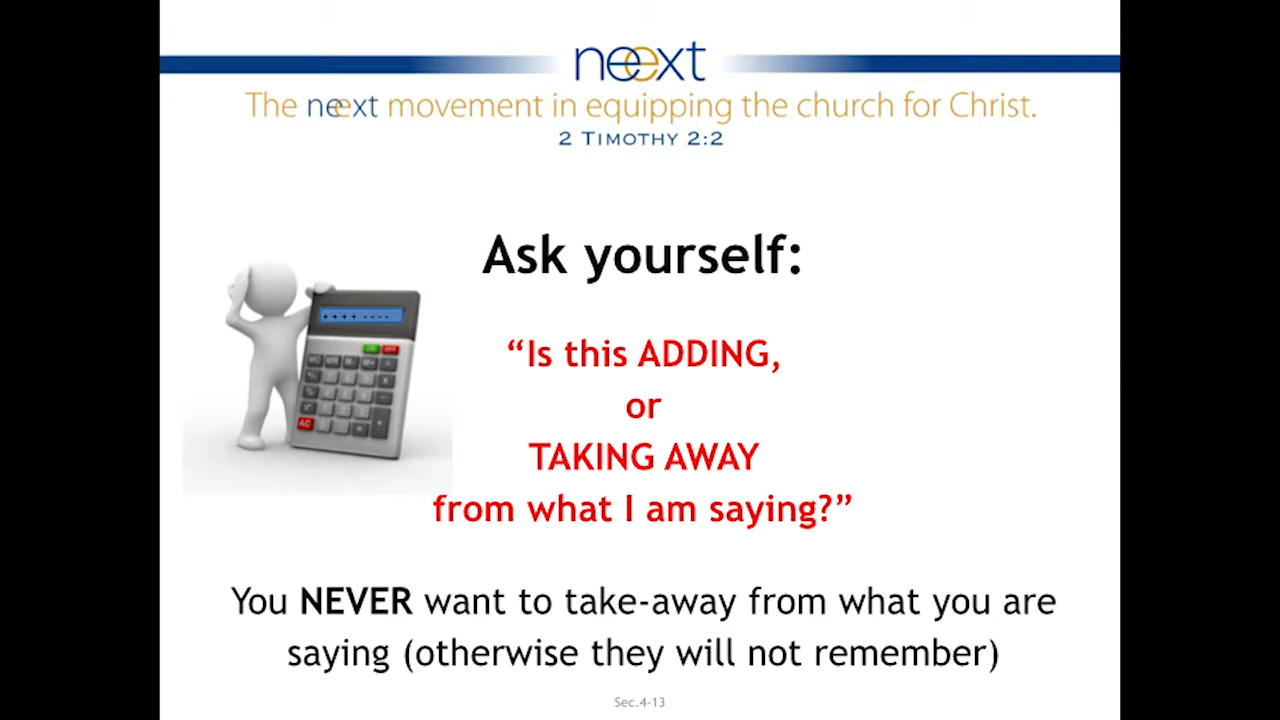 neext
The neext movement in equipping the church for Christ.
2 TIMOTHY 2:2
Ask yourself:
“Is this ADDING,
or
TAKING AWAY
from what I am saying?”
++++ ----
AC
You NEVER want to take-away from what you are
saying (otherwise they will not remember)
Sec.4-13